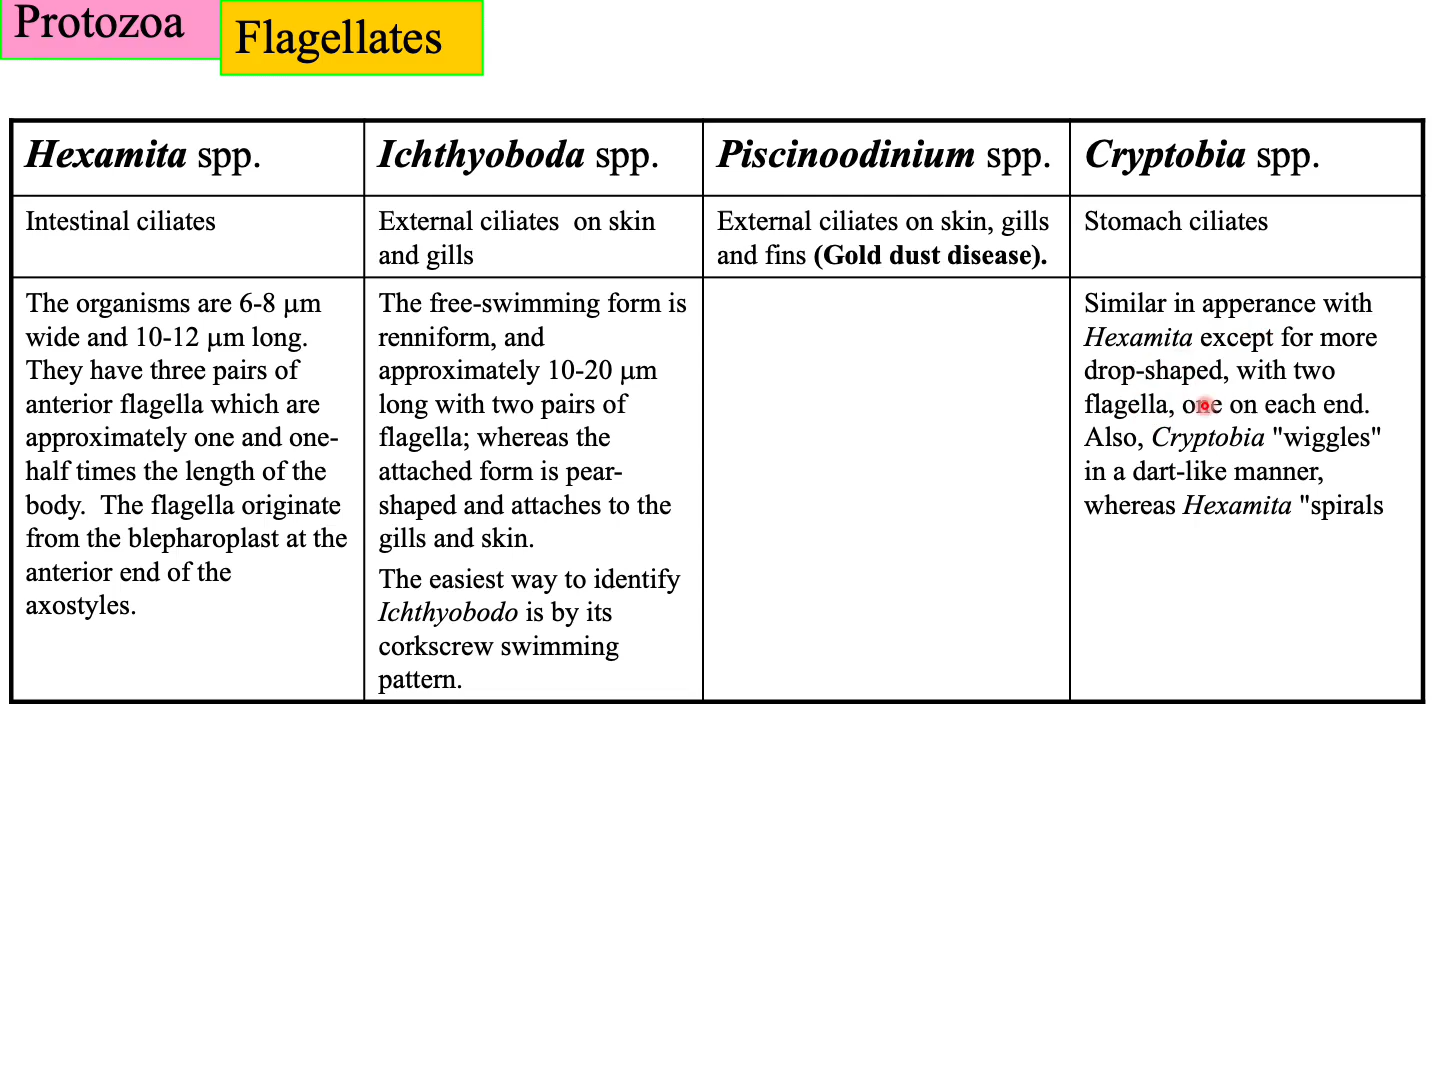 Protozoa
Flagellates
Hexamita spp.
Ichthyoboda spp.
Piscinoodinium spp.
Cryptobia spp.
Intestinal ciliates
External ciliates on skin
and gills
External ciliates on skin, gills
and fins (Gold dust disease).
Stomach ciliates
The organisms are 6-8 μm
wide and 10-12 μm long.
They have three pairs of
anterior flagella which are
approximately one and one-
half times the length of the
body. The flagella originate
from the blepharoplast at the
anterior end of the
axostyles.
The free-swimming form is
renniform, and
approximately 10-20 μm
long with two pairs of
flagella; whereas the
attached form is pear-
shaped and attaches to the
gills and skin.
The easiest way to identify
Ichthyobodo is by its
corkscrew swimming
pattern.
Similar in apperance with
Hexamita except for more
drop-shaped, with two
flagella, one on each end.
Also, Cryptobia "wiggles"
in a dart-like manner,
whereas Hexamita "spirals